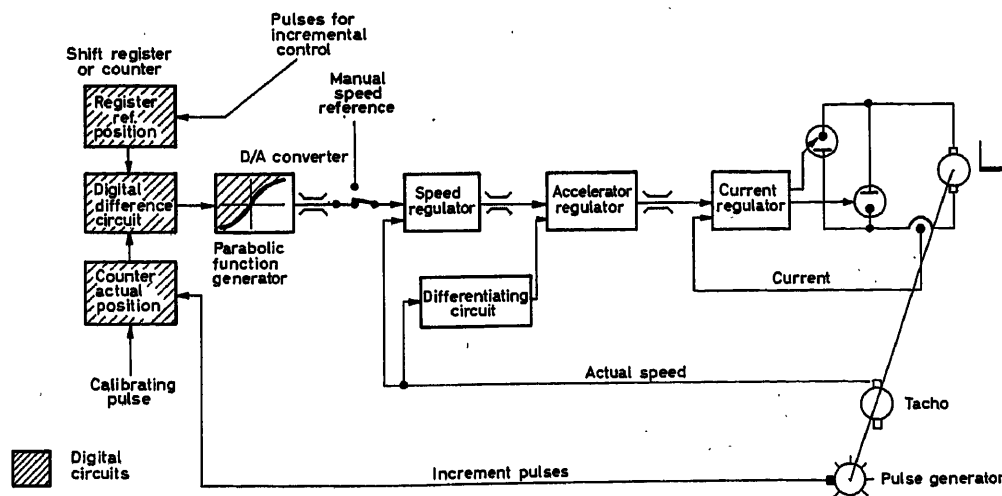 Pulses for
incremental
control
Shift register
or counter
Manual
speed
reference
Register
ref.
position
D/A converter
Digital
difference
circuit
Speed
regulator
Accelerator
regulator
Current
regulator
Parabolic
function
generator
Counter
actual
position
Differentiating
circuit
Current
Calibrating
pulse
Actual speed
Tacho
Digital
circuits
Increment pulses
Pulse generator